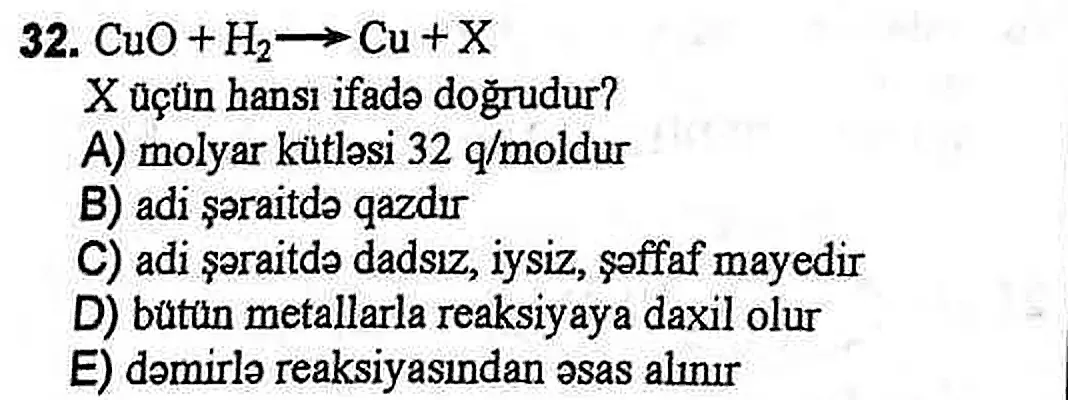 32. CuO + H₂ ⟶ Cu + X
X üçün hansı ifadə doğrudur?
A) molyar kütləsi 32 q/moldur
B) adi şəraitdə qazdır
C) adi şəraitdə dadsız, iysiz, şəffaf mayedir
D) bütün metallarla reaksiyaya daxil olur
E) dəmirlə reaksiyasından əsas alınır